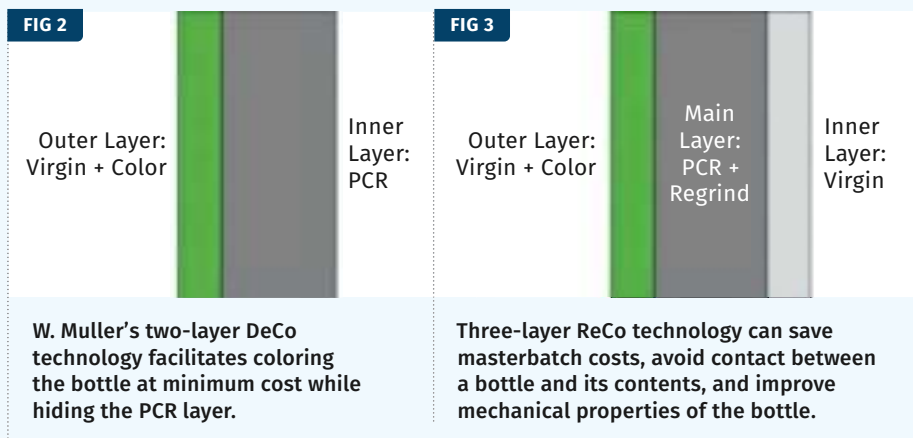 FIG 2
Outer Layer:
Virgin + Color
Inner
Layer:
PCR
W. Muller’s two-layer DeCo
technology facilitates coloring
the bottle at minimum cost while
hiding the PCR layer.
FIG 3
Outer Layer:
Virgin + Color
Main
Layer:
PCR +
Regrind
Inner
Layer:
Virgin
Three-layer ReCo technology can save
masterbatch costs, avoid contact between
a bottle and its contents, and improve
mechanical properties of the bottle.